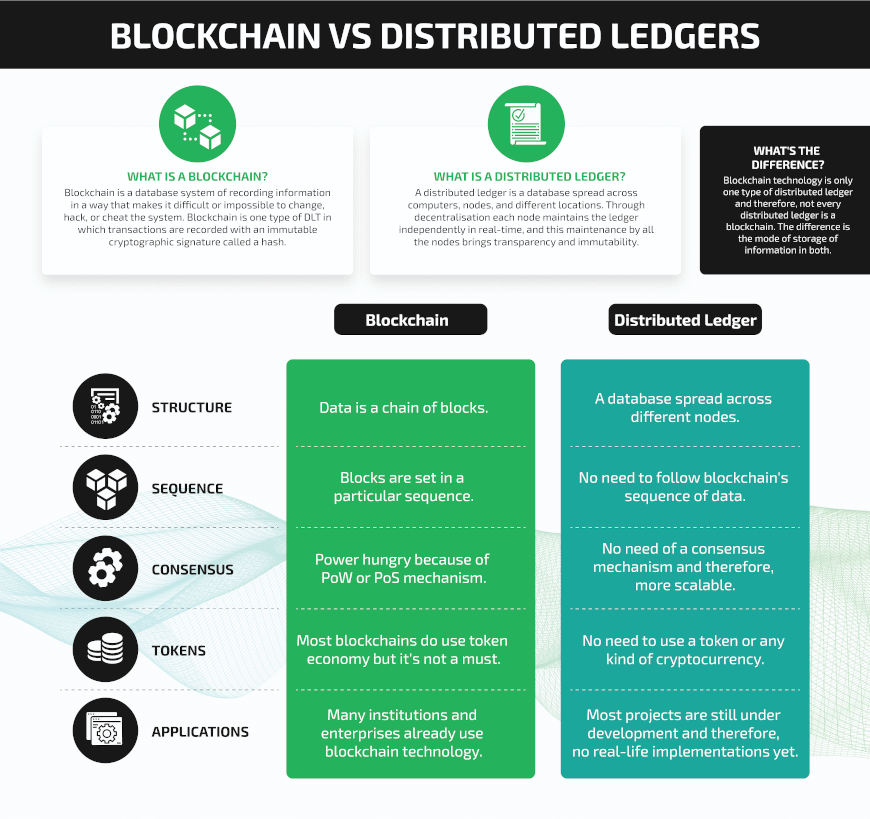 BLOCKCHAIN VS DISTRIBUTED LEDGERS
WHAT IS A BLOCKCHAIN?
Blockchain is a database system of recording information
in a way that makes it difficult or impossible to change,
hack, or cheat the system. Blockchain is one type of DLT in
which transactions are recorded with an immutable
cryptographic signature called a hash.
WHAT IS A DISTRIBUTED LEDGER?
A distributed ledger is a database spread across
computers, nodes, and different locations. Through
decentralisation each node maintains the ledger
independently in real-time, and this maintenance by all
the nodes brings transparency and immutability.
WHAT'S THE
DIFFERENCE?
Blockchain technology is only
one type of distributed ledger
and therefore, not every
distributed ledger is a
blockchain. The difference is
the mode of storage of
information in both.
Blockchain
Distributed Ledger
STRUCTURE
Data is a chain of blocks.
A database spread across
different nodes.
SEQUENCE
Blocks are set in a
particular sequence.
No need to follow blockchain's
sequence of data.
CONSENSUS
Power hungry because of
PoW or PoS mechanism.
No need of a consensus
mechanism and therefore,
more scalable.
TOKENS
Most blockchains do use token
economy but it's not a must.
No need to use a token or any
kind of cryptocurrency.
APPLICATIONS
Many institutions and
enterprises already use
blockchain technology.
Most projects are still under
development and therefore,
no real-life implementations yet.